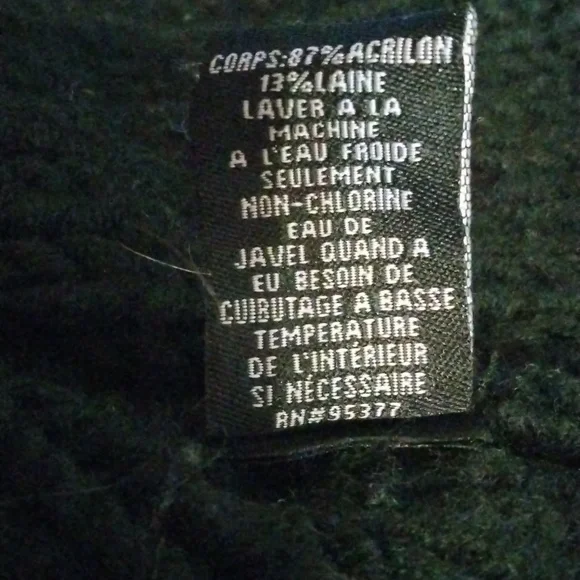 CORPS:87%ACRILON
13%LAINE
LAVER A LA
MACHINE
A L'EAU FROIDE
SEULEMENT
NON-CHLORINE
EAU DE
JAVEL QUAND A
EU BESOIN DE
CUIBUTAGE A BASSE
TEMPERATURE
DE L'INTÉRIEUR
SI NÉCESSAIRE
RN#95377